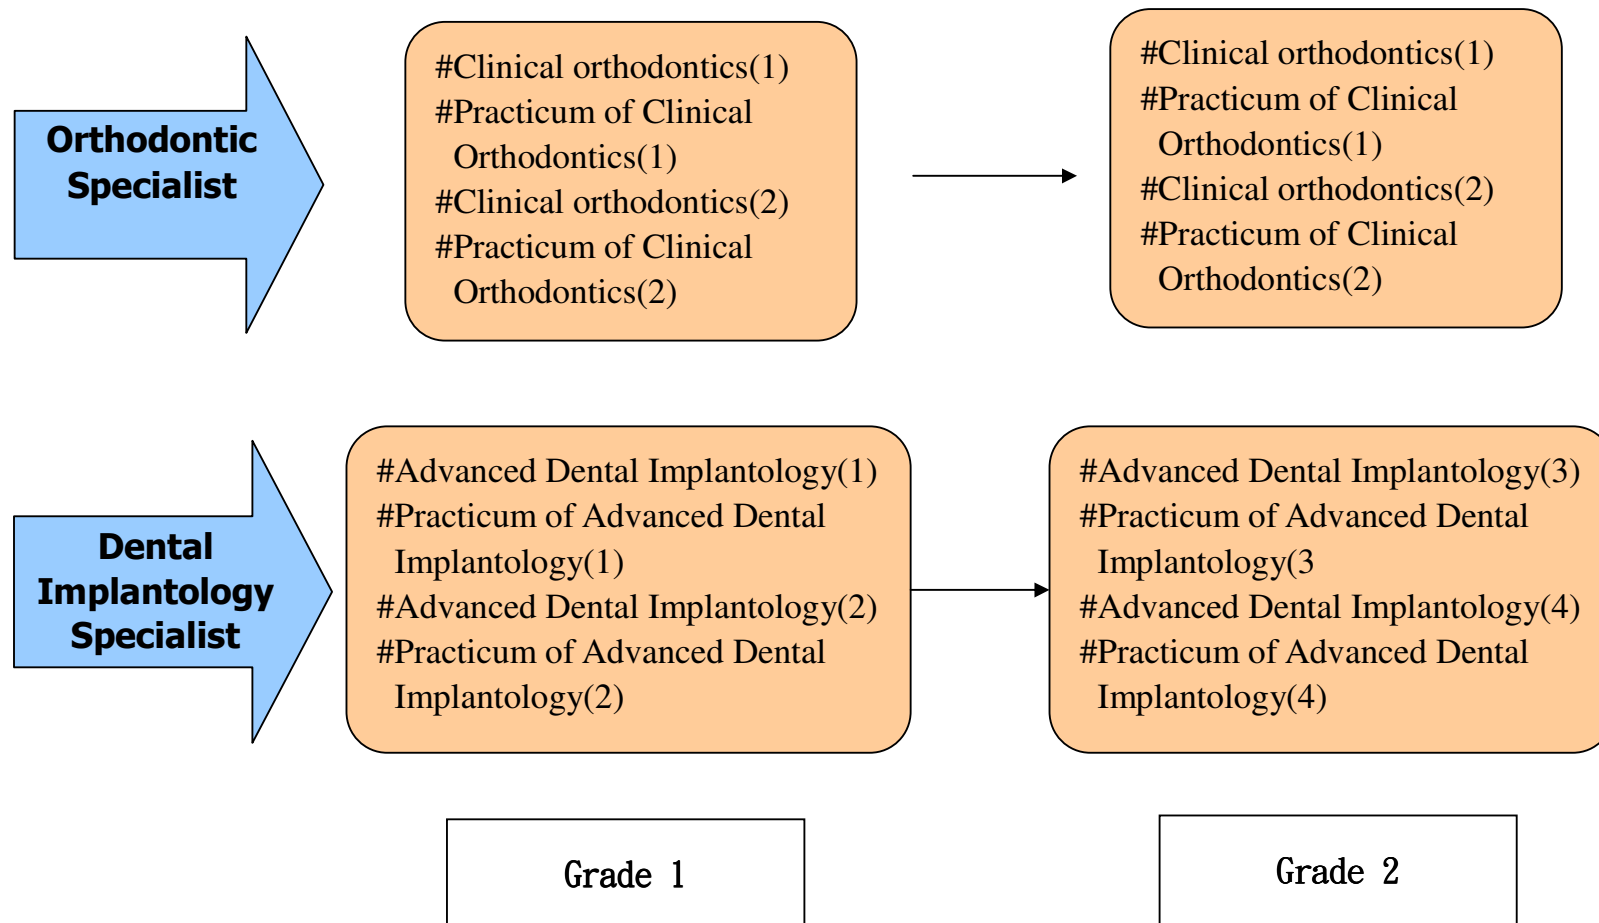 Orthodontic
Specialist
#Clinical orthodontics(1)
#Practicum of Clinical
Orthodontics(1)
#Clinical orthodontics(2)
#Practicum of Clinical
Orthodontics(2)
#Clinical orthodontics(1)
#Practicum of Clinical
Orthodontics(1)
#Clinical orthodontics(2)
#Practicum of Clinical
Orthodontics(2)
Dental
Implantology
Specialist
#Advanced Dental Implantology(1)
#Practicum of Advanced Dental
Implantology(1)
#Advanced Dental Implantology(2)
#Practicum of Advanced Dental
Implantology(2)
#Advanced Dental Implantology(3)
#Practicum of Advanced Dental
Implantology(3
#Advanced Dental Implantology(4)
#Practicum of Advanced Dental
Implantology(4)
Grade 1
Grade 2